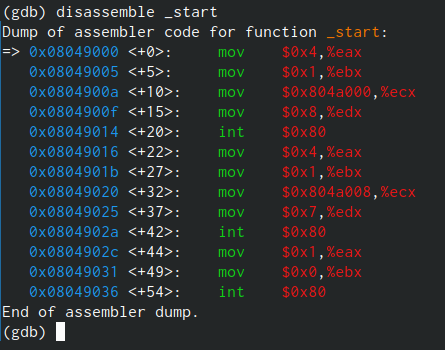 (gdb) disassemble _start
Dump of assembler code for function _start:
=> 0x08049000 <+0>:     mov    $0x4,%eax
   0x08049005 <+5>:     mov    $0x1,%ebx
   0x0804900a <+10>:    mov    $0x804a000,%ecx
   0x0804900f <+15>:    mov    $0x8,%edx
   0x08049014 <+20>:    int    $0x80
   0x08049016 <+22>:    mov    $0x4,%eax
   0x0804901b <+27>:    mov    $0x1,%ebx
   0x08049020 <+32>:    mov    $0x804a008,%ecx
   0x08049025 <+37>:    mov    $0x7,%edx
   0x0804902a <+42>:    int    $0x80
   0x0804902c <+44>:    mov    $0x1,%eax
   0x08049031 <+49>:    mov    $0x0,%ebx
   0x08049036 <+54>:    int    $0x80
End of assembler dump.
(gdb)